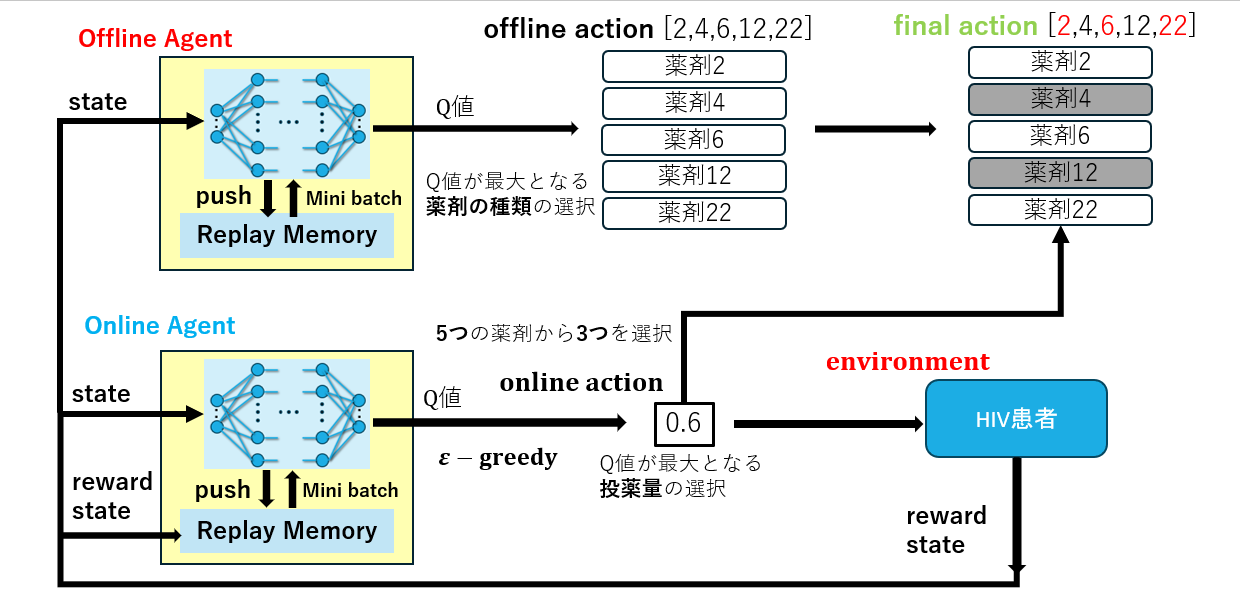 Offline Agent
offline action [2,4,6,12,22]
final action [2,4,6,12,22]
state
Q値
薬剤2
薬剤4
薬剤6
薬剤12
薬剤22
薬剤2
薬剤4
薬剤6
薬剤12
薬剤22
Q値が最大となる
薬剤の種類の選択
push
Mini batch
Replay Memory
Online Agent
5つの薬剤から3つを選択
environment
state
Q値
online action
0.6
HIV患者
ε − greedy
Q値が最大となる
投薬量の選択
reward
state
push
Mini batch
Replay Memory
reward
state